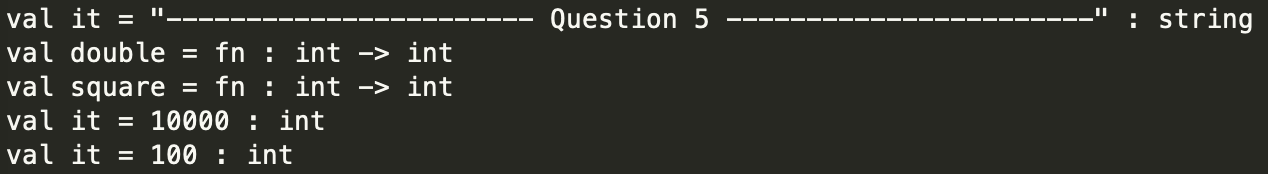 val it = "----------------------- Question 5 -----------------------" : string
val double = fn : int -> int
val square = fn : int -> int
val it = 10000 : int
val it = 100 : int